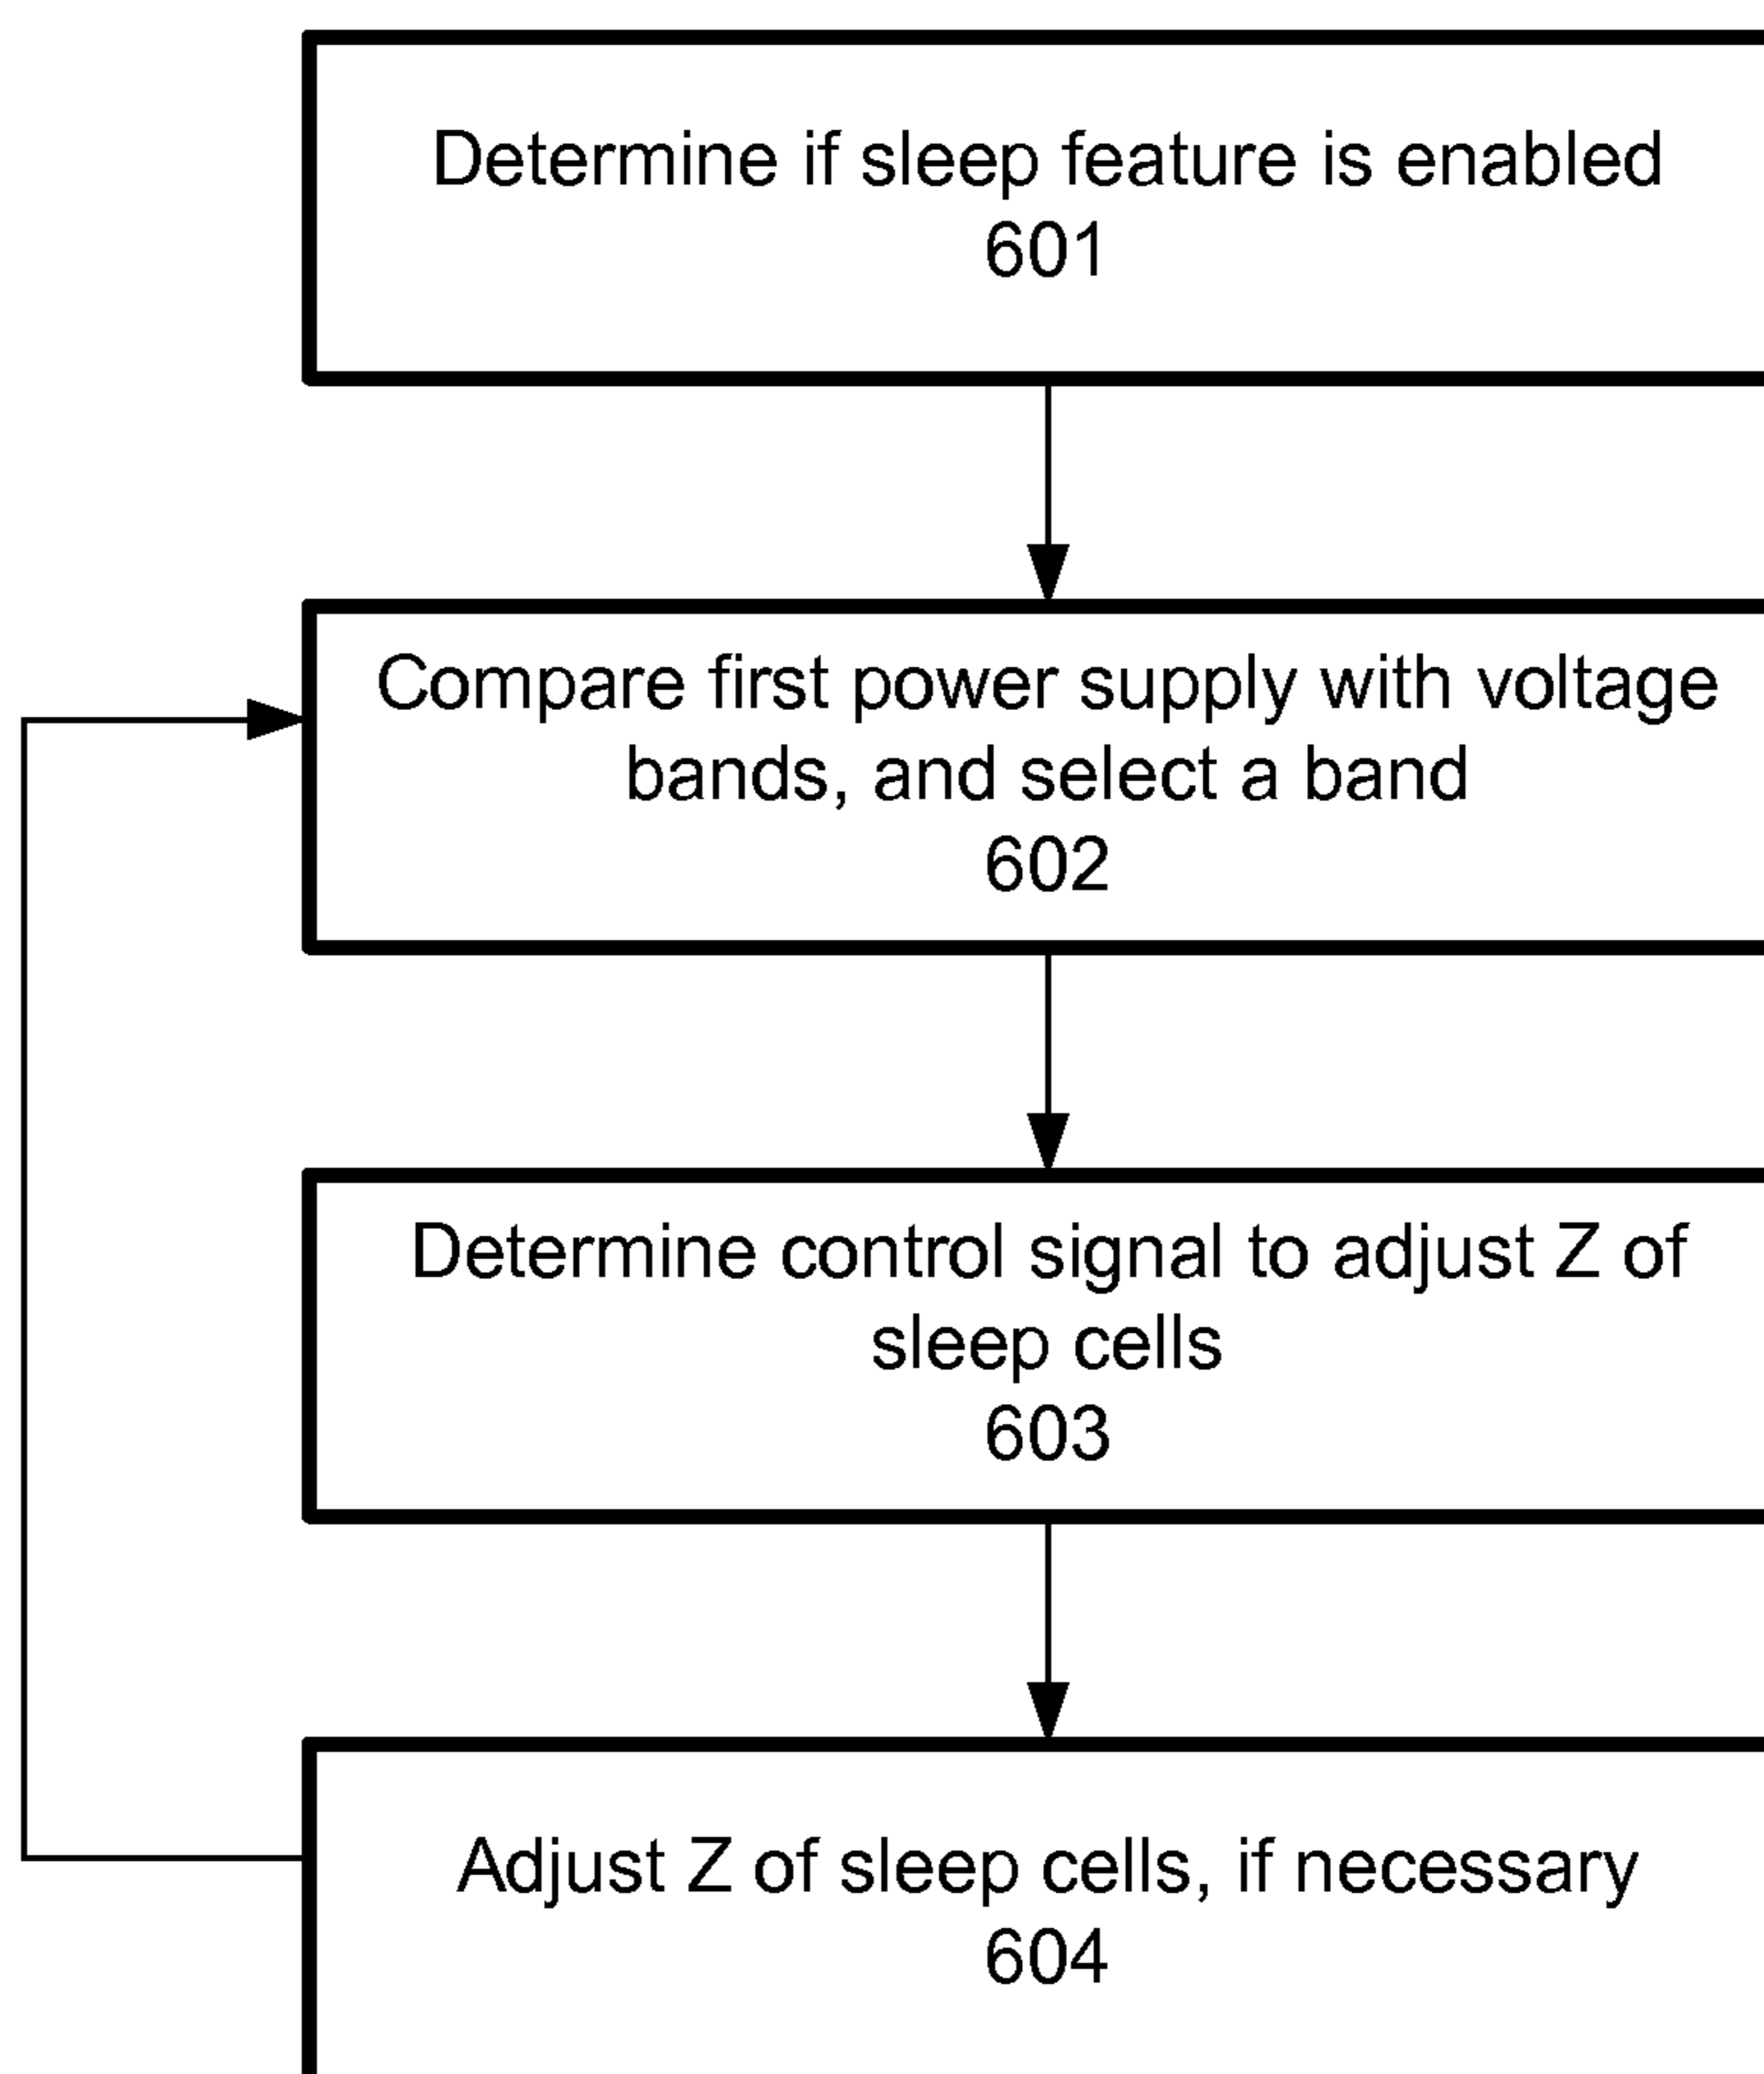 Determine if sleep feature is enabled
601
Compare first power supply with voltage
bands, and select a band
602
Determine control signal to adjust Z of
sleep cells
603
Adjust Z of sleep cells, if necessary
604